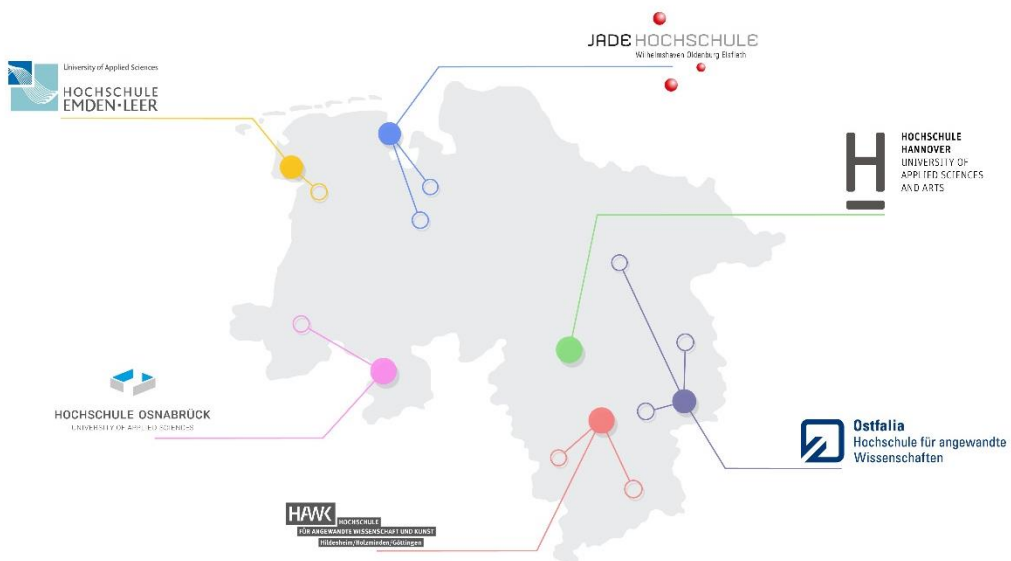 JADE HOCHSCHULE
Wilhelmshaven Oldenburg Elsfleth
University of Applied Sciences
HOCHSCHULE
EMDEN·LEER
H
HOCHSCHULE
HANNOVER
UNIVERSITY OF
APPLIED SCIENCES
AND ARTS
HOCHSCHULE OSNABRÜCK
UNIVERSITY OF APPLIED SCIENCES
Ostfalia
Hochschule für angewandte
Wissenschaften
HAWK
HOCHSCHULE
FÜR ANGEWANDTE WISSENSCHAFT UND KUNST
Hildesheim/Holzminden/Göttingen